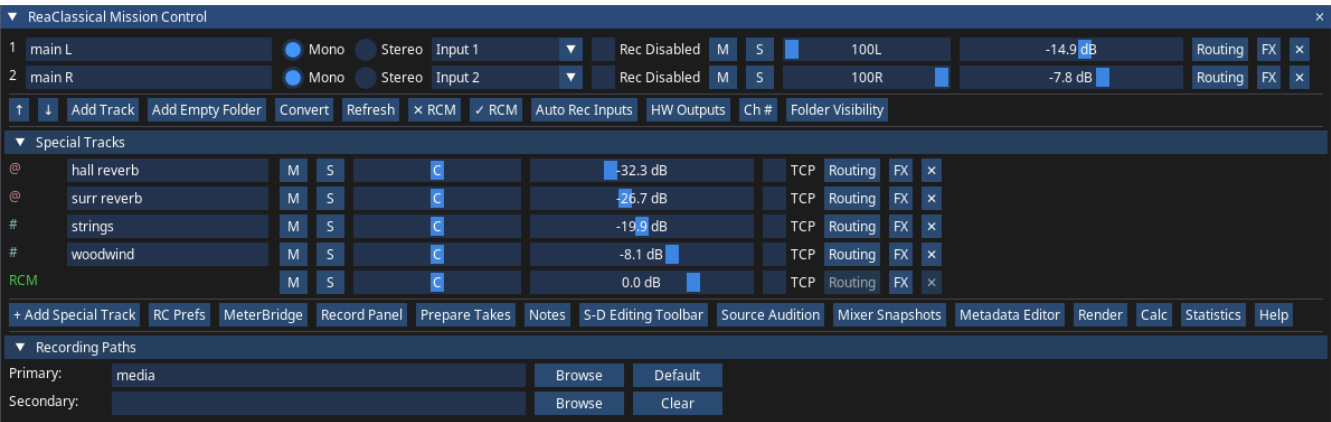 ▼ ReaClassical Mission Control ×
1 main L Mono Stereo Input 1 ▼ Rec Disabled M S 100L -14.9 dB Routing FX ×
2 main R Mono Stereo Input 2 ▼ Rec Disabled M S 100R -7.8 dB Routing FX ×
↑ ↓ Add Track Add Empty Folder Convert Refresh × RCM ✓ RCM Auto Rec Inputs HW Outputs Ch # Folder Visibility
▼ Special Tracks
@ hall reverb M S C -32.3 dB TCP Routing FX ×
@ surr reverb M S C -26.7 dB TCP Routing FX ×
# strings M S C -19.9 dB TCP Routing FX ×
# woodwind M S C -8.1 dB TCP Routing FX ×
RCM M S C 0.0 dB TCP Routing FX ×
+ Add Special Track RC Prefs MeterBridge Record Panel Prepare Takes Notes S-D Editing Toolbar Source Audition Mixer Snapshots Metadata Editor Render Calc Statistics Help
▼ Recording Paths
Primary: media Browse Default
Secondary: Browse Clear